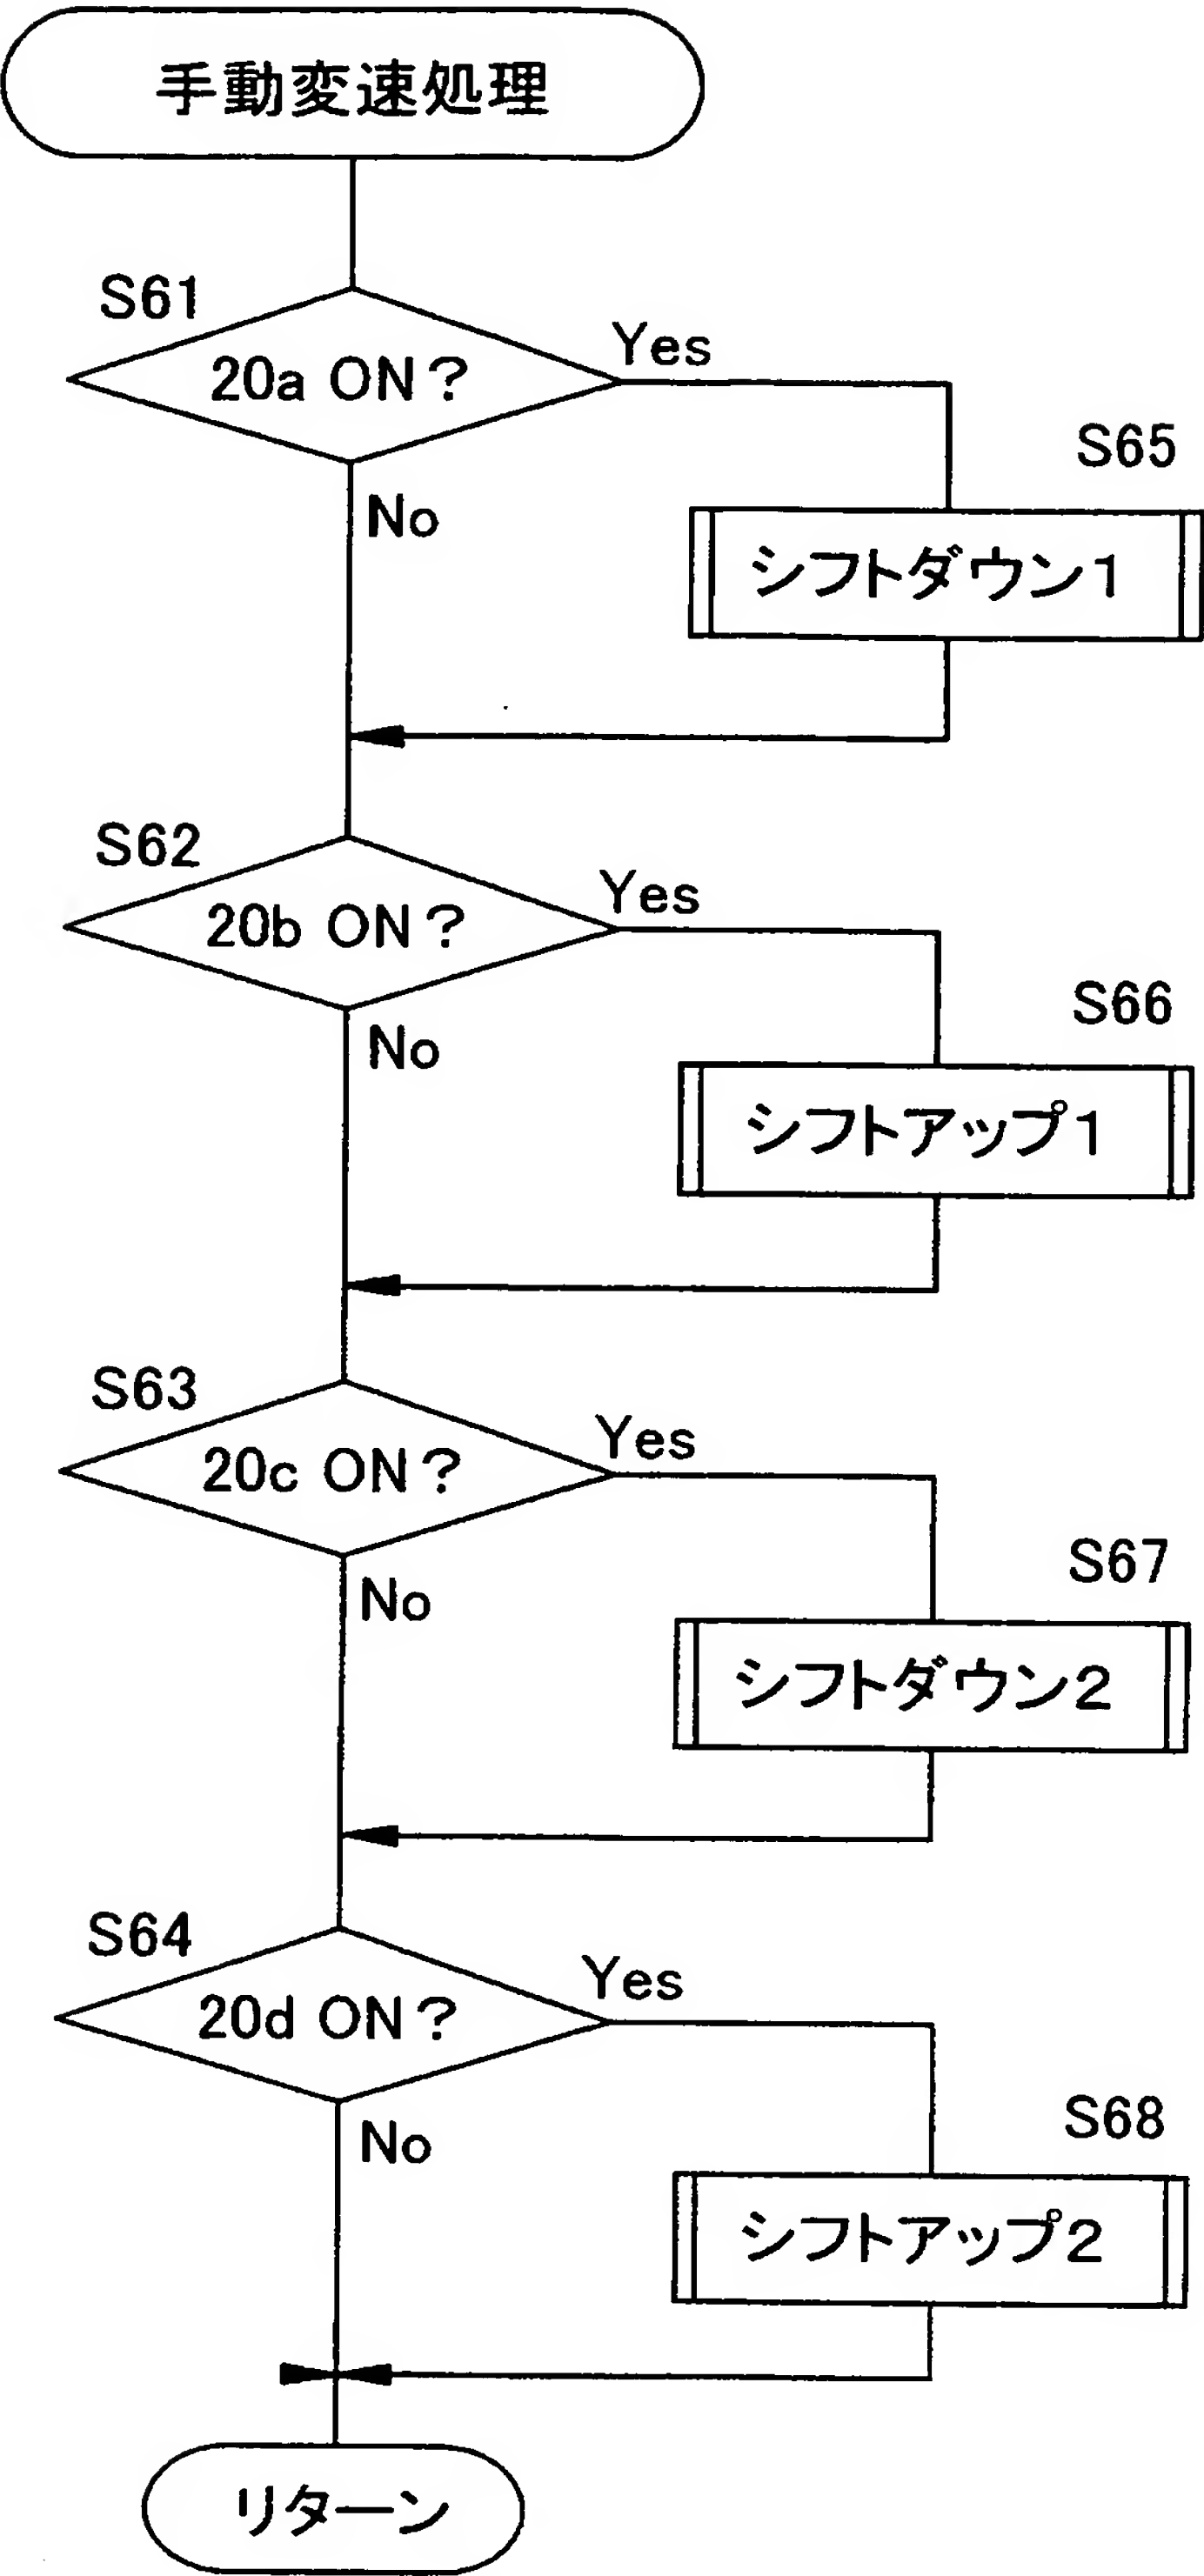 手動変速処理
S61
20a ON?
Yes
No
S65
シフトダウン1
S62
20b ON?
Yes
No
S66
シフトアップ1
S63
20c ON?
Yes
No
S67
シフトダウン2
S64
20d ON?
Yes
No
S68
シフトアップ2
リターン